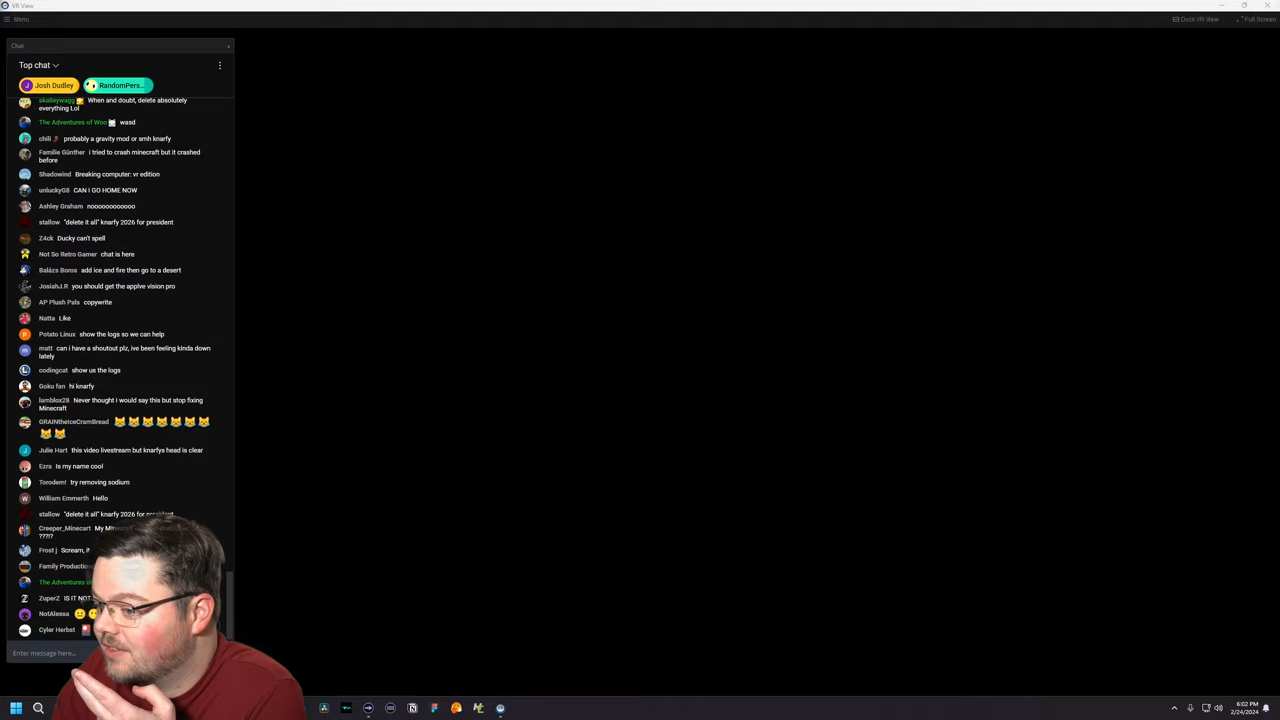 VR View
Menu
Dock VR View
Full Screen
Chat
Top chat
Josh Dudley
RandomPers...
skalleywagg When and doubt, delete absolutely
everything Lol
The Adventures of Woo wasd
chili probably a gravity mod or smh knarfy
Familie Günther i tried to crash minecraft but it crashed
before
Shadowind Breaking computer: vr edition
unluckyG8 CAN I GO HOME NOW
Ashley Graham noooooooooooo
stallow "delete it all" knarfy 2026 for president
Z4ck Ducky can't spell
Not So Retro Gamer chat is here
Balázs Boros add ice and fire then go to a desert
JosiahJ.R you should get the applve vision pro
AP Plush Pals copywrite
Natta Like
Potato Linux show the logs so we can help
matt can i have a shoutout plz, ive been feeling kinda down
lately
codingcat show us the logs
Goku fan hi knarfy
lamblox28 Never thought I would say this but stop fixing
Minecraft
GRAINtheIceCramBread
Julie Hart this video livestream but knarfys head is clear
Ezra Is my name cool
Torodem! try removing sodium
William Emmerth Hello
stallow "delete it all" knarfy 2026 for president
Creeper_Minecart My
???!?
Frost j Scream,
Family
The Adventures
ZuperZ IS IT NOT
NotAlessa
Cyler Herbst
Enter message here...
6:02 PM
2/24/2024